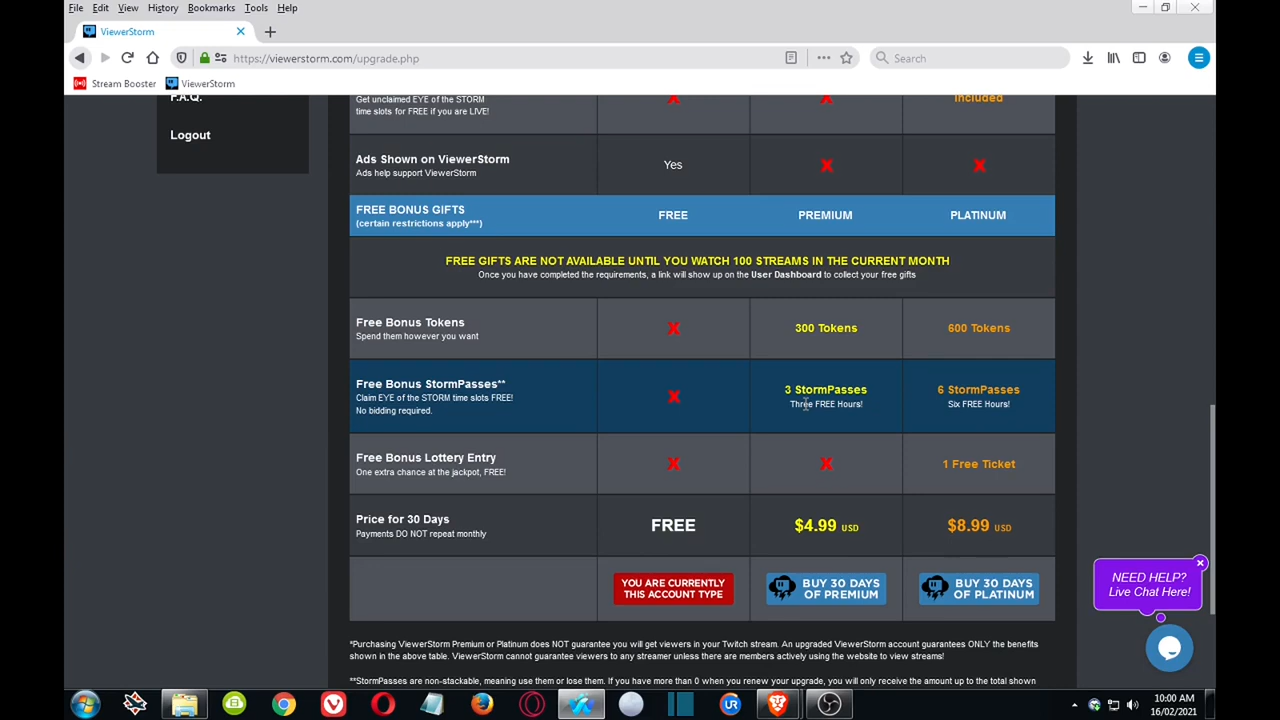 File Edit View History Bookmarks Tools Help
ViewerStorm
https://viewerstorm.com/upgrade.php
Search
Stream Booster ViewerStorm
F.A.Q.
Logout
Get unclaimed EYE of the STORM
time slots for FREE if you are LIVE!
X X Included
Ads Shown on ViewerStorm
Ads help support ViewerStorm
Yes X X
FREE BONUS GIFTS
(certain restrictions apply***)
FREE PREMIUM PLATINUM
FREE GIFTS ARE NOT AVAILABLE UNTIL YOU WATCH 100 STREAMS IN THE CURRENT MONTH
Once you have completed the requirements, a link will show up on the User Dashboard to collect your free gifts
Free Bonus Tokens
Spend them however you want
X 300 Tokens 600 Tokens
Free Bonus StormPasses**
Claim EYE of the STORM time slots FREE!
No bidding required.
X
3 StormPasses
Three FREE Hours!
6 StormPasses
Six FREE Hours!
Free Bonus Lottery Entry
One extra chance at the jackpot, FREE!
X X 1 Free Ticket
Price for 30 Days
Payments DO NOT repeat monthly
FREE $4.99 USD $8.99 USD
YOU ARE CURRENTLY
THIS ACCOUNT TYPE
BUY 30 DAYS
OF PREMIUM
BUY 30 DAYS
OF PLATINUM
NEED HELP?
Live Chat Here!
*Purchasing ViewerStorm Premium or Platinum does NOT guarantee you will get viewers in your Twitch stream. An upgraded ViewerStorm account guarantees ONLY the benefits
shown in the above table. ViewerStorm cannot guarantee viewers to any streamer unless there are members actively using the website to view streams!
**StormPasses are non-stackable, meaning use them or lose them. If you have more than 0 when you renew your upgrade, you will only receive the amount up to the total shown
UR
10:00 AM
16/02/2021